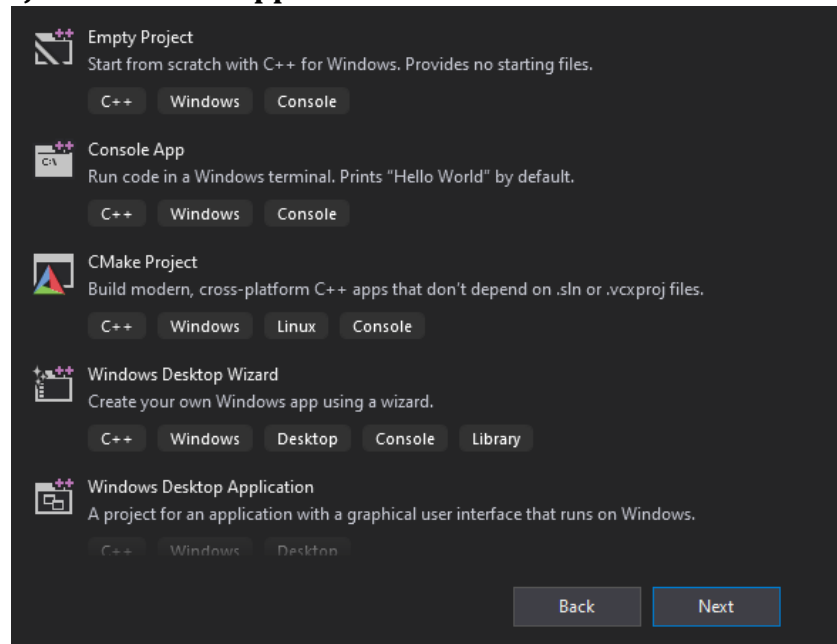 Empty Project
Start from scratch with C++ for Windows. Provides no starting files.
C++ Windows Console
Console App
Run code in a Windows terminal. Prints "Hello World" by default.
C++ Windows Console
CMake Project
Build modern, cross-platform C++ apps that don't depend on .sln or .vcxproj files.
C++ Windows Linux Console
Windows Desktop Wizard
Create your own Windows app using a wizard.
C++ Windows Desktop Console Library
Windows Desktop Application
A project for an application with a graphical user interface that runs on Windows.
C++ Windows Desktop
Back Next